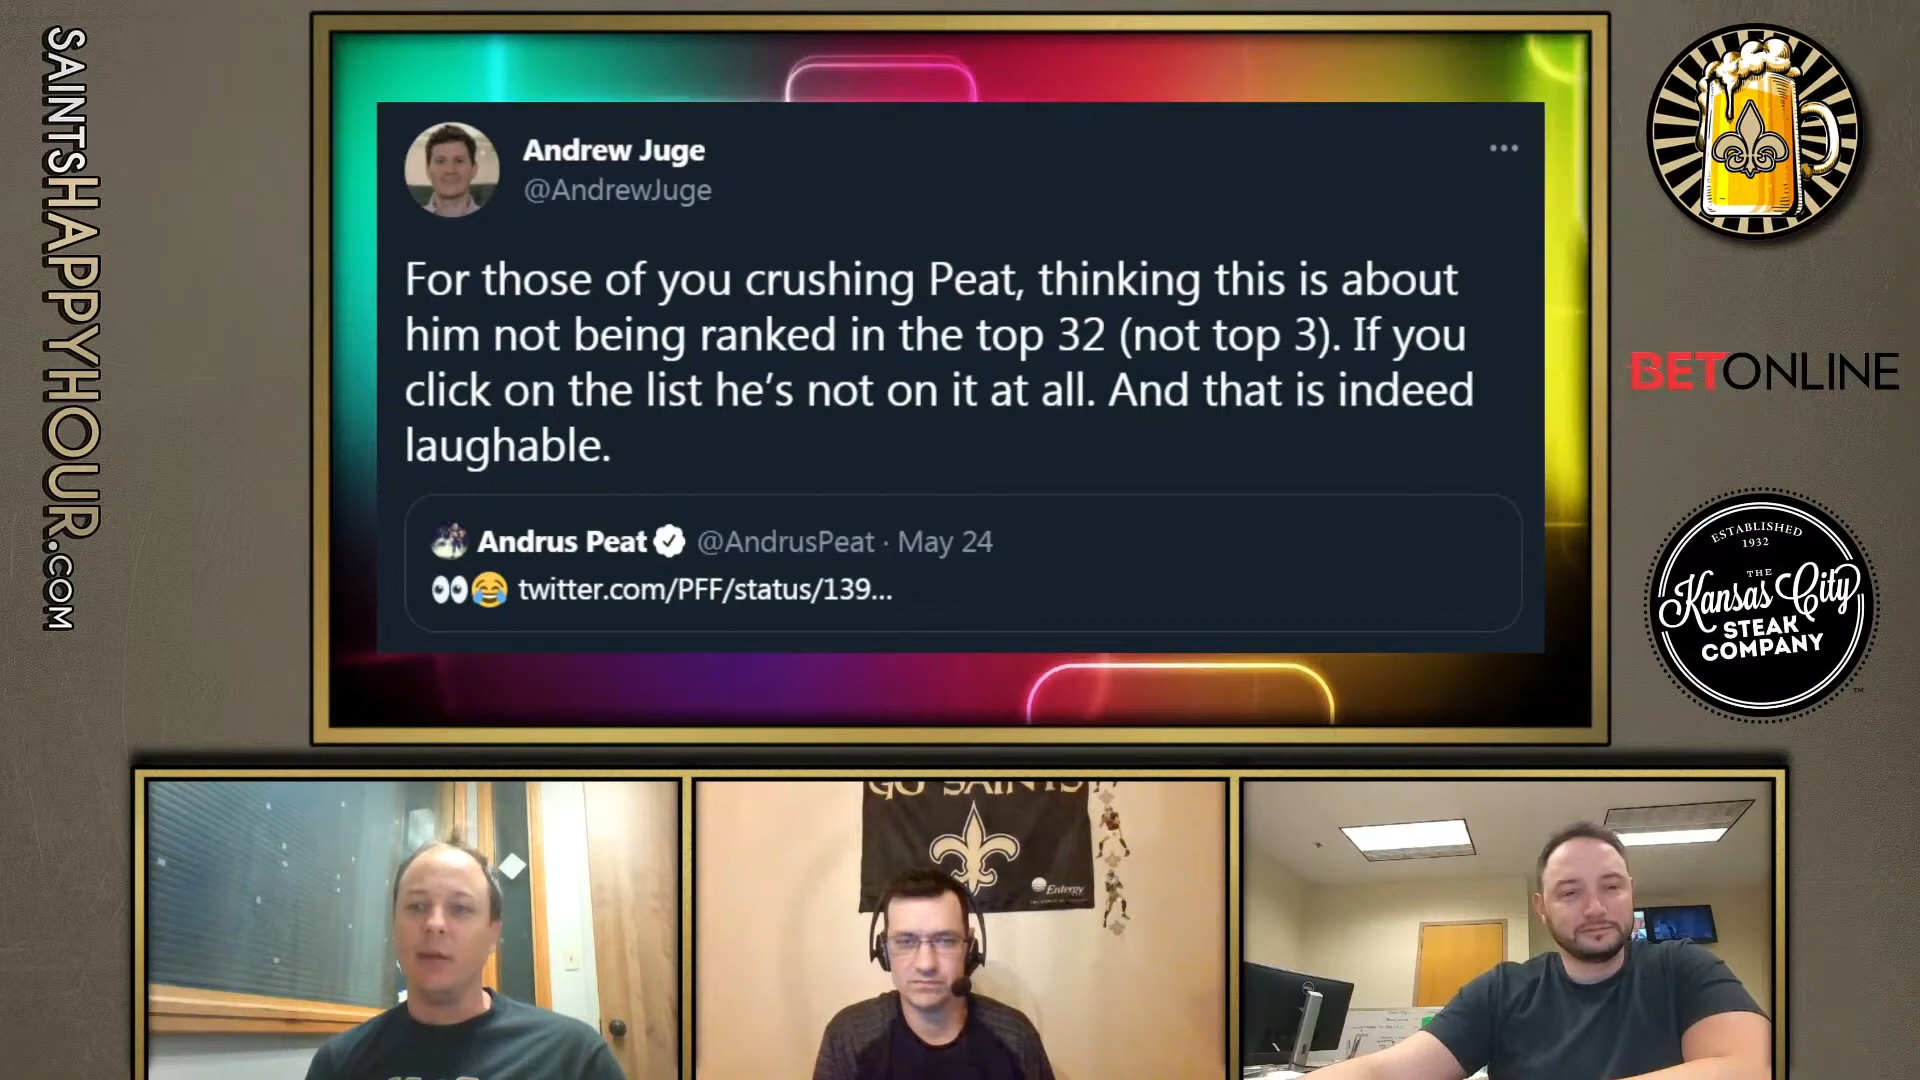 SAINTSHAPPYHOUR.COM
Andrew Juge
@AndrewJuge
For those of you crushing Peat, thinking this is about
him not being ranked in the top 32 (not top 3). If you
click on the list he’s not on it at all. And that is indeed
laughable.
Andrus Peat @AndrusPeat · May 24
👀😂 twitter.com/PFF/status/139...
BETONLINE
ESTABLISHED
1932
THE
Kansas City
STEAK
COMPANY
TM
GO SAINTS
Entergy
DELL